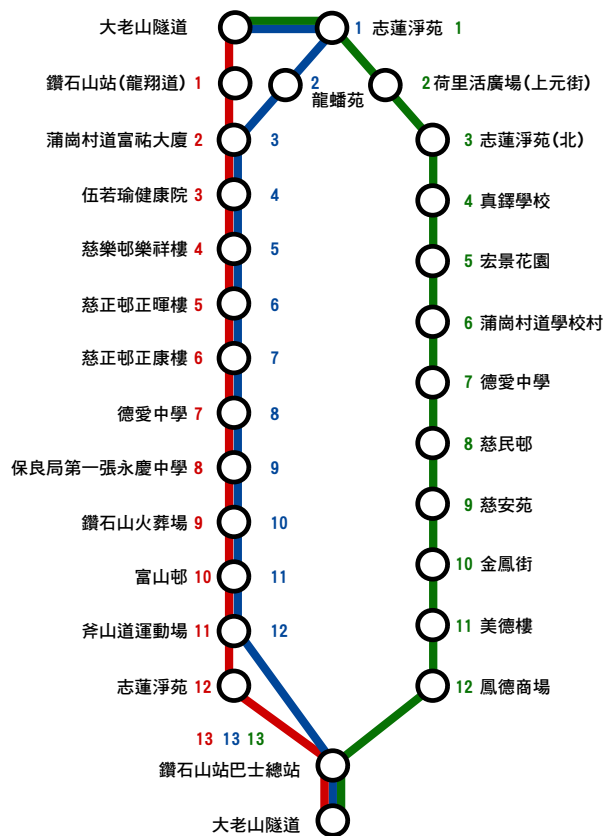 大老山隧道
1 志蓮淨苑 1
鑽石山站(龍翔道) 1
2
龍蟠苑
2 荷里活廣場(上元街)
蒲崗村道富祐大廈 2
3
3 志蓮淨苑(北)
伍若瑜健康院 3
4
4 真鐸學校
慈樂邨樂祥樓 4
5
5 宏景花園
慈正邨正暉樓 5
6
6 蒲崗村道學校村
慈正邨正康樓 6
7
7 德愛中學
德愛中學 7
8
8 慈民邨
保良局第一張永慶中學 8
9
9 慈安苑
鑽石山火葬場 9
10
10 金鳳街
富山邨 10
11
11 美德樓
斧山道運動場 11
12
志蓮淨苑 12
12 鳳德商場
13 13 13
鑽石山站巴士總站
大老山隧道